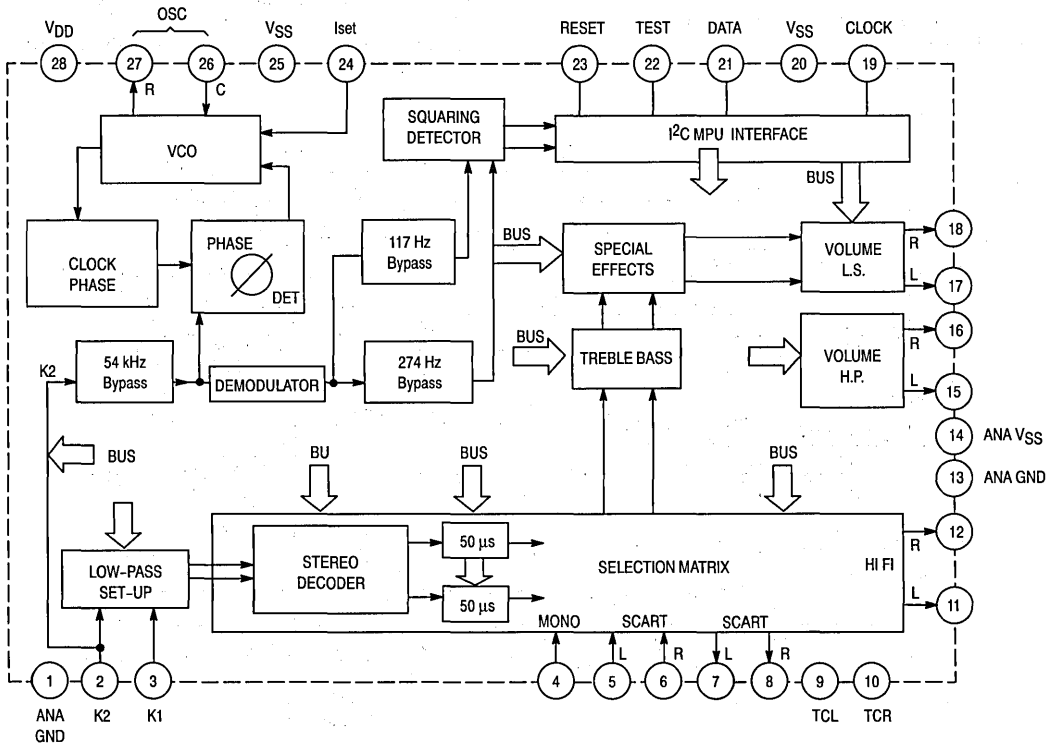 OSC
VDD
VSS
Iset
RESET
TEST
DATA
VSS
CLOCK
28
27
26
25
24
23
22
21
20
19
R
C
VCO
SQUARING
DETECTOR
I2C MPU INTERFACE
BUS
CLOCK
PHASE
PHASE
DET
117 Hz
Bypass
BUS
SPECIAL
EFFECTS
VOLUME
L.S.
R
18
L
17
K2
54 kHz
Bypass
DEMODULATOR
274 Hz
Bypass
BUS
TREBLE BASS
VOLUME
H.P.
R
16
L
15
14
ANA VSS
13
ANA GND
BUS
BU
BUS
BUS
LOW-PASS
SET-UP
STEREO
DECODER
50 µs
50 µs
SELECTION MATRIX
HI FI
R
12
L
11
MONO
SCART
SCART
L
R
L
R
1
2
3
4
5
6
7
8
9
10
ANA
GND
K2
K1
TCL
TCR